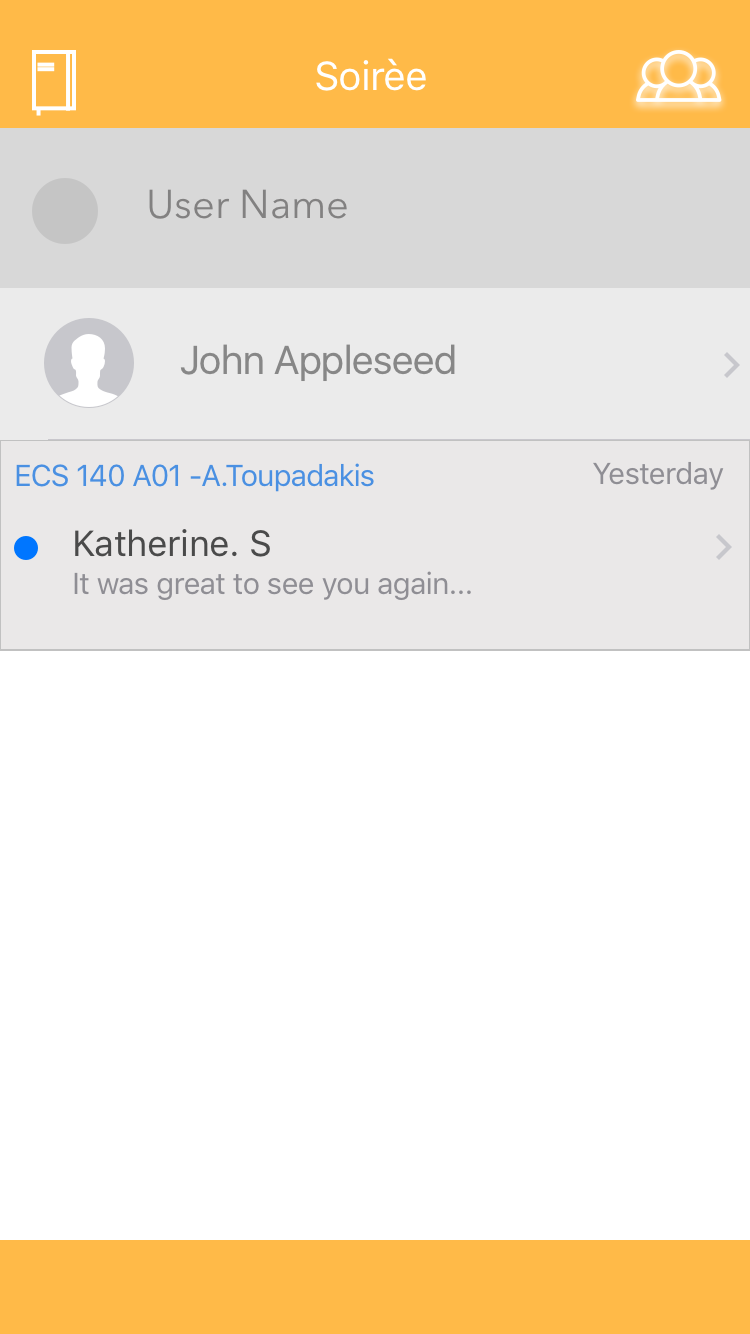 Soirèe
User Name
John Appleseed
ECS 140 A01 -A.Toupadakis
Yesterday
Katherine. S
It was great to see you again...